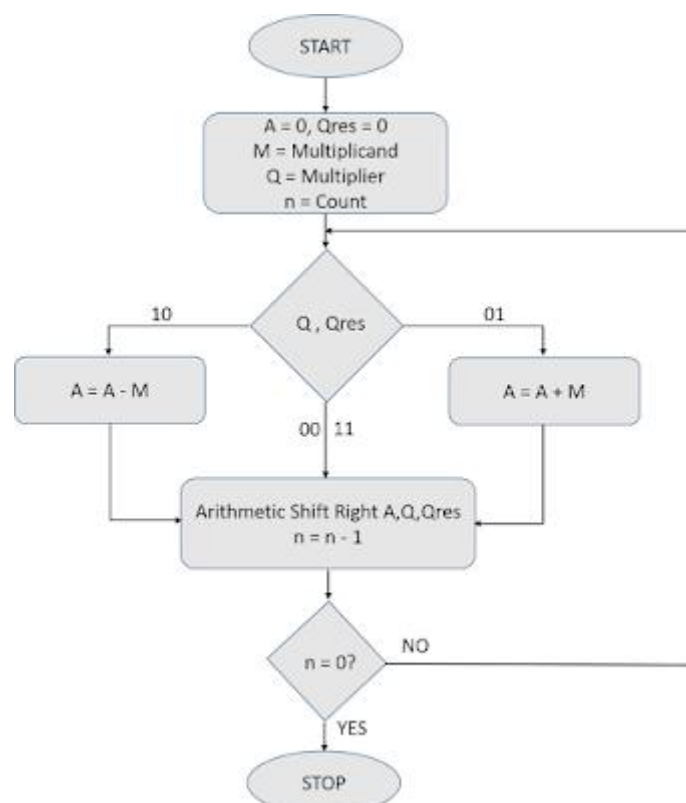 START
A = 0, Qres = 0
M = Multiplicand
Q = Multiplier
n = Count
10
Q , Qres
01
A = A - M
A = A + M
00
11
Arithmetic Shift Right A,Q,Qres
n = n - 1
n = 0?
NO
YES
STOP